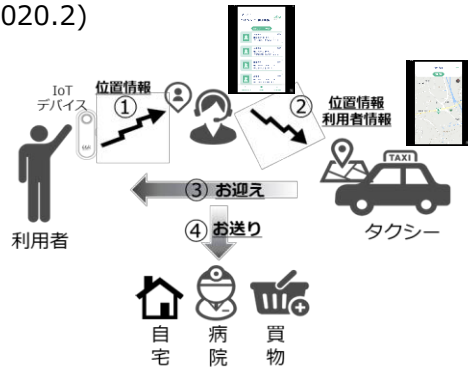 020.2)
IoT
デバイス
位置情報
①
②
位置情報
利用者情報
TAXI
③ お迎え
④ お送り
利用者
タクシー
自宅
病院
買物